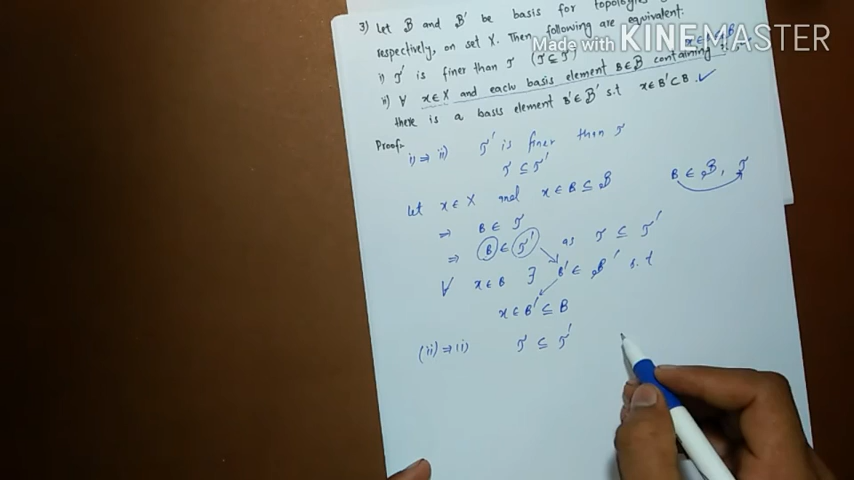 3) Let B and B' be basis for topologies
respectively, on set X. Then following are equivalent.
Made with KINEMASTER
i) T' is finer than T (T ⊆ T')
ii) ∀ x ∈ X and each basis element B ∈ B containing
there is a basis element B' ∈ B' s.t x ∈ B' ⊂ B. ✓
Proof:-
i) ⇒ ii) T' is finer than T
T ⊆ T'
Let x ∈ X and x ∈ B ⊆ B
B ∈ B, T
⇒ B ∈ T
⇒ B ∈ T' as T ⊆ T'
∀ x ∈ B ∃ B' ∈ B' s.t
x ∈ B' ⊆ B
(ii) ⇒ (i) T ⊆ T'